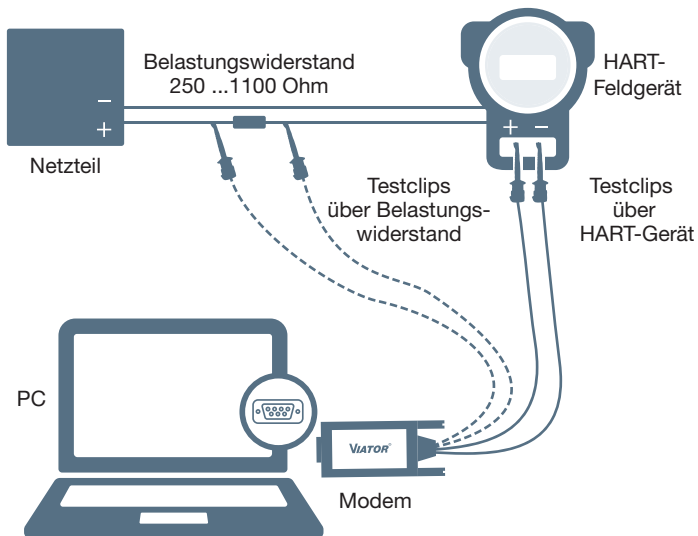 Belastungswiderstand
250 ...1100 Ohm
HART-
Feldgerät
−
+
+ −
Netzteil
Testclips
über Belastungs-
widerstand
Testclips
über
HART-Gerät
PC
VIATOR®
Modem